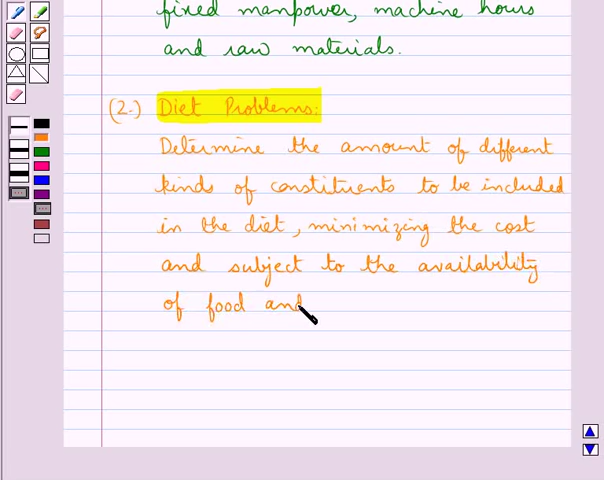 fixed manpower, machine hours
and raw materials.
(2.) Diet Problems:
Determine the amount of different
kinds of constituents to be included
in the diet, minimizing the cost
and subject to the availability
of food and